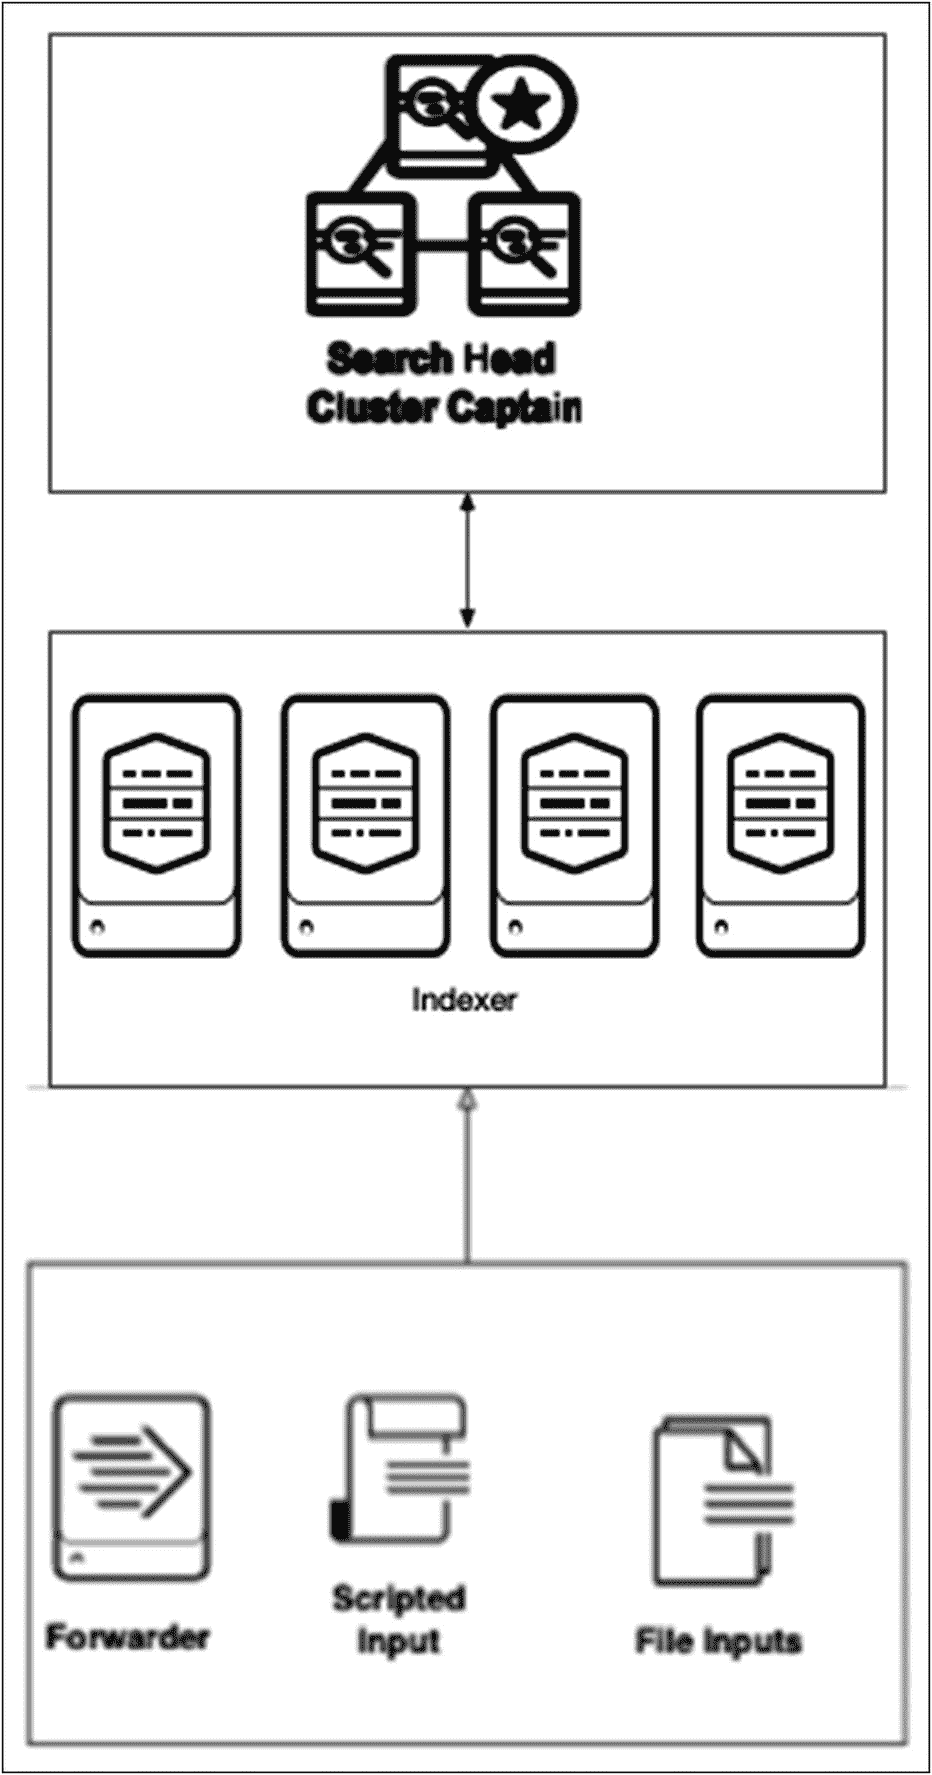 Search Head
Cluster Captain
Indexer
Forwarder
Scripted
Input
File Inputs